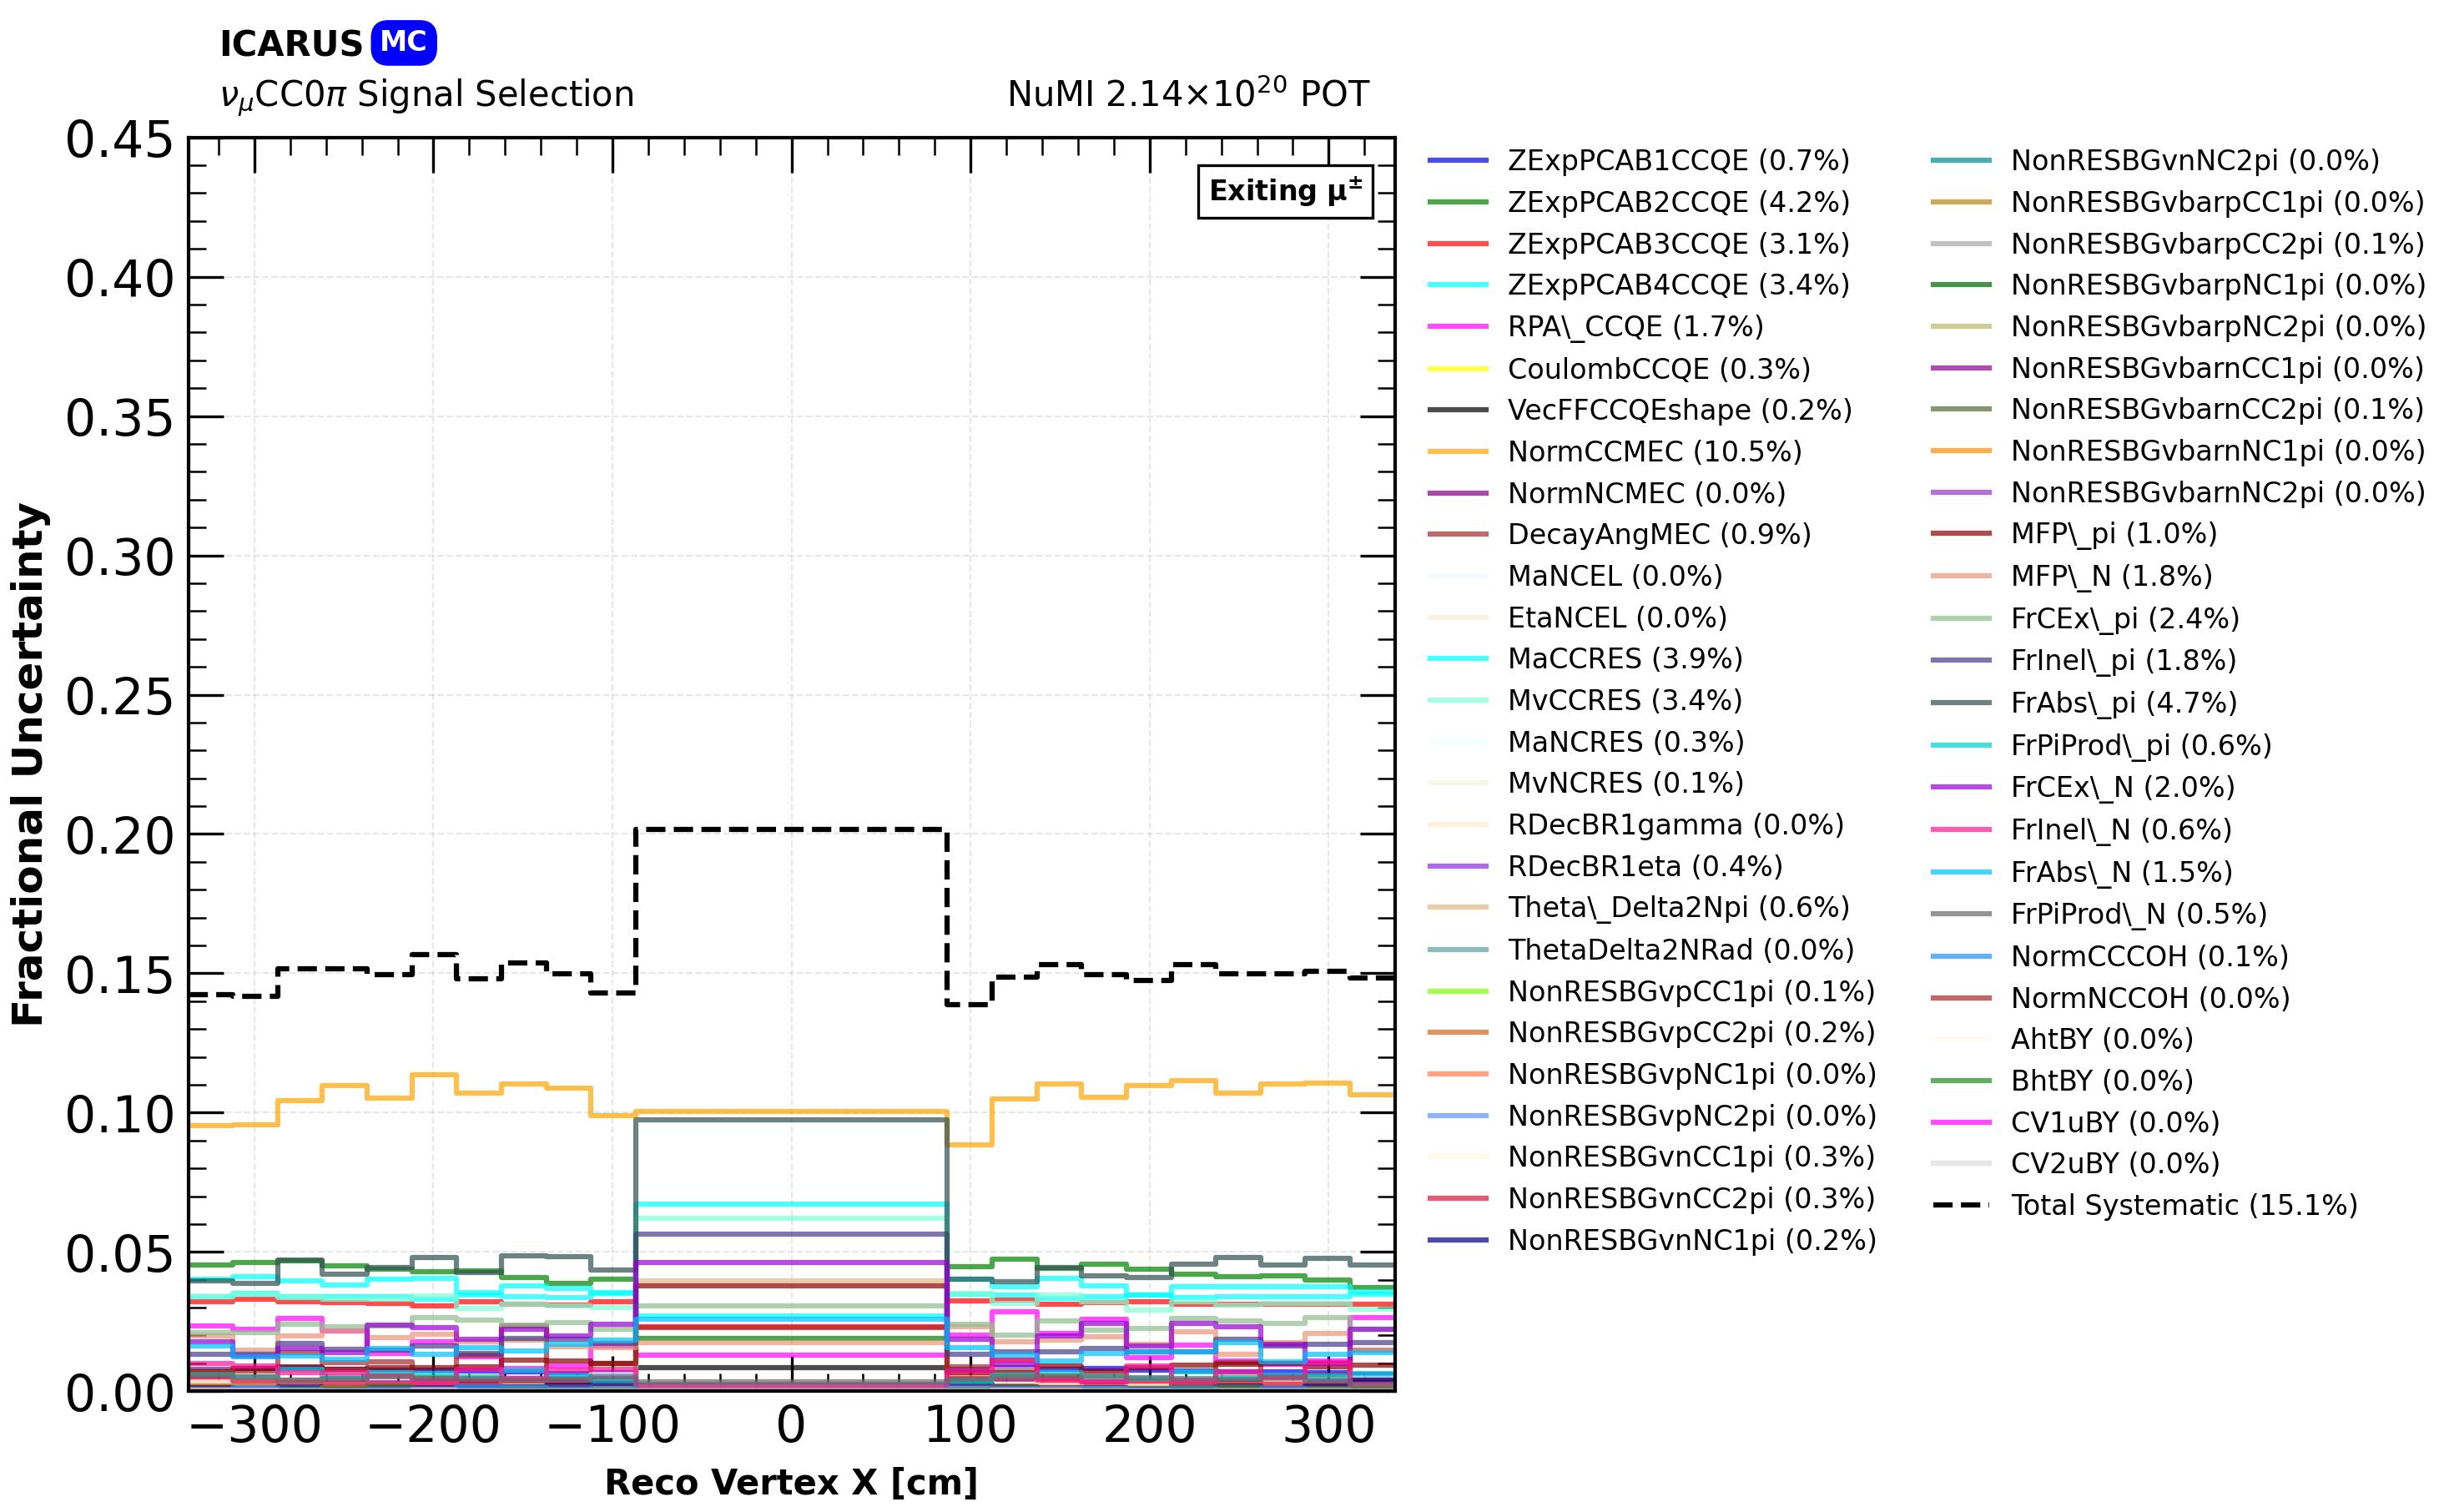 ICARUS MC
νμCC0π Signal Selection
NuMI 2.14×10²⁰ POT
Exiting μ±
Fractional Uncertainty
0.45
0.40
0.35
0.30
0.25
0.20
0.15
0.10
0.05
0.00
−300 −200 −100 0 100 200 300
Reco Vertex X [cm]
ZExpPCAB1CCQE (0.7%)
ZExpPCAB2CCQE (4.2%)
ZExpPCAB3CCQE (3.1%)
ZExpPCAB4CCQE (3.4%)
RPA\_CCQE (1.7%)
CoulombCCQE (0.3%)
VecFFCCQEshape (0.2%)
NormCCMEC (10.5%)
NormNCMEC (0.0%)
DecayAngMEC (0.9%)
MaNCEL (0.0%)
EtaNCEL (0.0%)
MaCCRES (3.9%)
MvCCRES (3.4%)
MaNCRES (0.3%)
MvNCRES (0.1%)
RDecBR1gamma (0.0%)
RDecBR1eta (0.4%)
Theta\_Delta2Npi (0.6%)
ThetaDelta2NRad (0.0%)
NonRESBGvpCC1pi (0.1%)
NonRESBGvpCC2pi (0.2%)
NonRESBGvpNC1pi (0.0%)
NonRESBGvpNC2pi (0.0%)
NonRESBGvnCC1pi (0.3%)
NonRESBGvnCC2pi (0.3%)
NonRESBGvnNC1pi (0.2%)
NonRESBGvnNC2pi (0.0%)
NonRESBGvbarpCC1pi (0.0%)
NonRESBGvbarpCC2pi (0.1%)
NonRESBGvbarpNC1pi (0.0%)
NonRESBGvbarpNC2pi (0.0%)
NonRESBGvbarnCC1pi (0.0%)
NonRESBGvbarnCC2pi (0.1%)
NonRESBGvbarnNC1pi (0.0%)
NonRESBGvbarnNC2pi (0.0%)
MFP\_pi (1.0%)
MFP\_N (1.8%)
FrCEx\_pi (2.4%)
FrInel\_pi (1.8%)
FrAbs\_pi (4.7%)
FrPiProd\_pi (0.6%)
FrCEx\_N (2.0%)
FrInel\_N (0.6%)
FrAbs\_N (1.5%)
FrPiProd\_N (0.5%)
NormCCCOH (0.1%)
NormNCCOH (0.0%)
AhtBY (0.0%)
BhtBY (0.0%)
CV1uBY (0.0%)
CV2uBY (0.0%)
Total Systematic (15.1%)